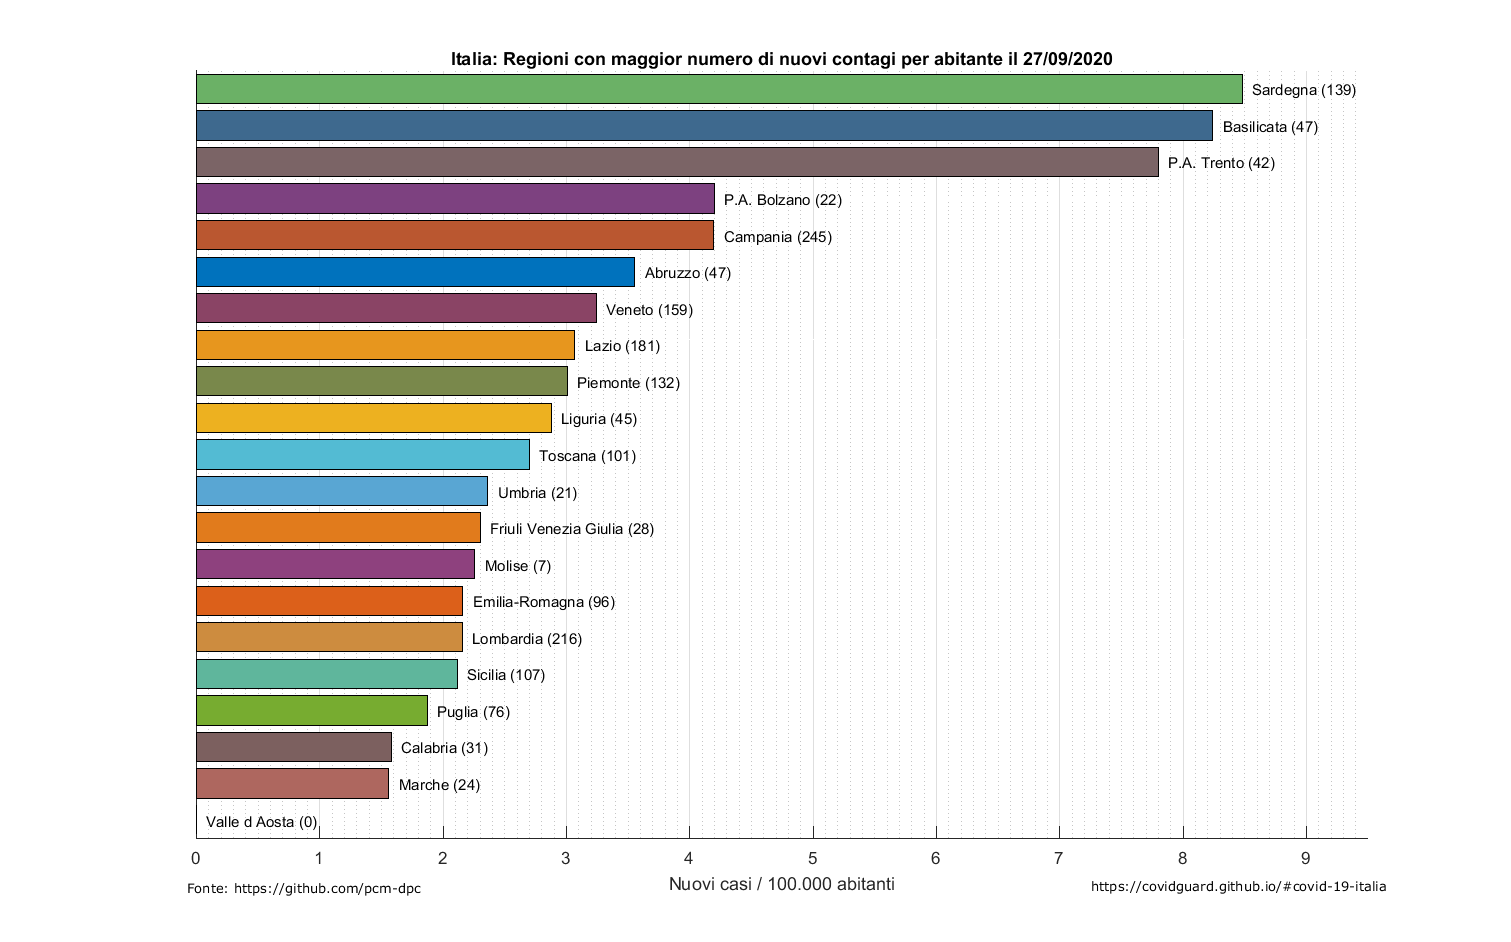 Italia: Regioni con maggior numero di nuovi contagi per abitante il 27/09/2020
Sardegna (139)
Basilicata (47)
P.A. Trento (42)
P.A. Bolzano (22)
Campania (245)
Abruzzo (47)
Veneto (159)
Lazio (181)
Piemonte (132)
Liguria (45)
Toscana (101)
Umbria (21)
Friuli Venezia Giulia (28)
Molise (7)
Emilia-Romagna (96)
Lombardia (216)
Sicilia (107)
Puglia (76)
Calabria (31)
Marche (24)
Valle d Aosta (0)
0 1 2 3 4 5 6 7 8 9
Nuovi casi / 100.000 abitanti
Fonte: https://github.com/pcm-dpc
https://covidguard.github.io/#covid-19-italia